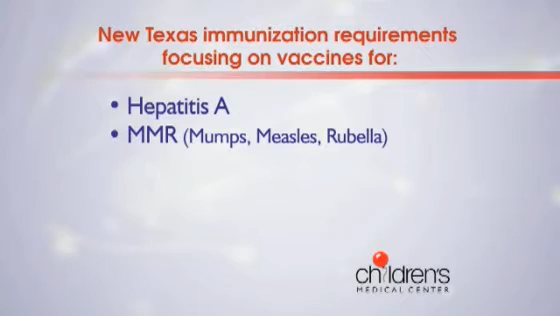 New Texas immunization requirements
focusing on vaccines for:
• Hepatitis A
• MMR (Mumps, Measles, Rubella)
children's
MEDICAL CENTER